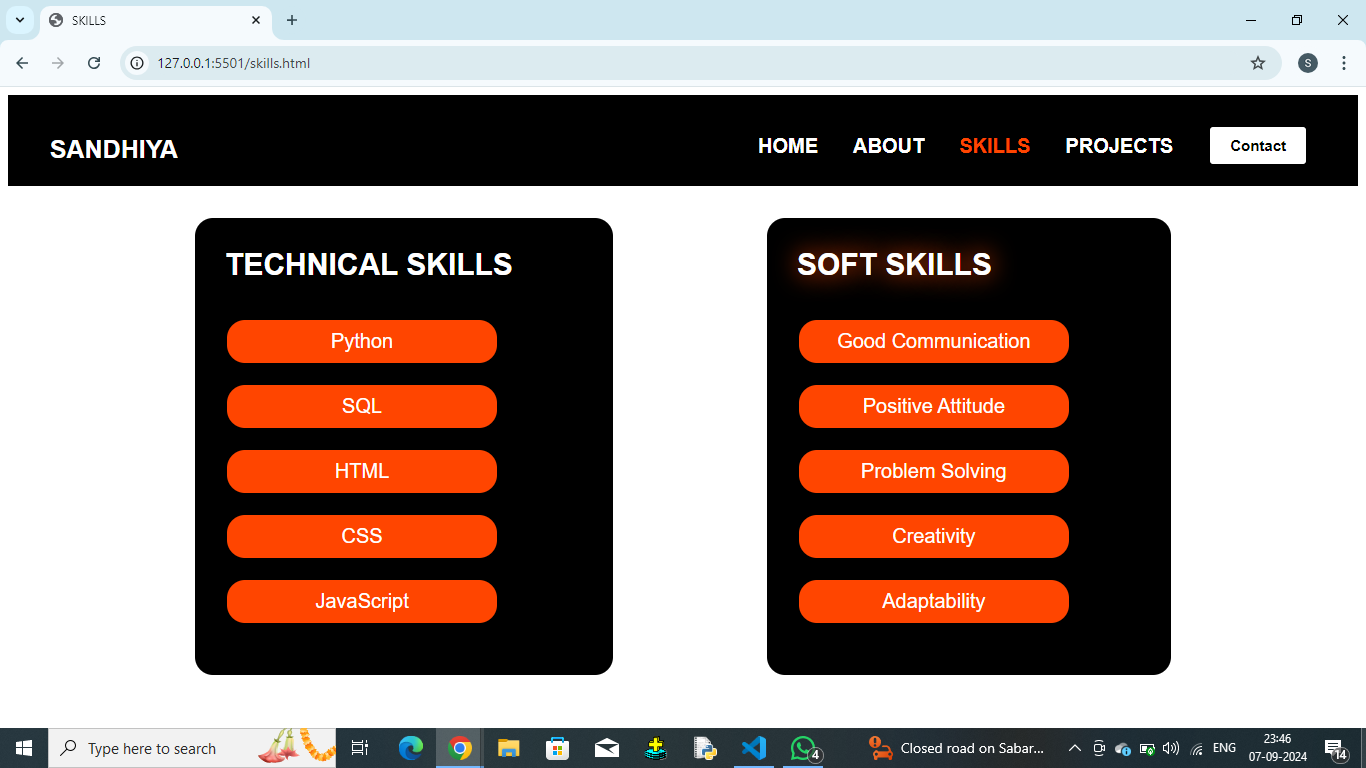 SKILLS
127.0.0.1:5501/skills.html
S
SANDHIYA
HOME ABOUT SKILLS PROJECTS Contact
TECHNICAL SKILLS
Python
SQL
HTML
CSS
JavaScript
SOFT SKILLS
Good Communication
Positive Attitude
Problem Solving
Creativity
Adaptability
Type here to search
4
Closed road on Sabar...
ENG
23:46
07-09-2024
14